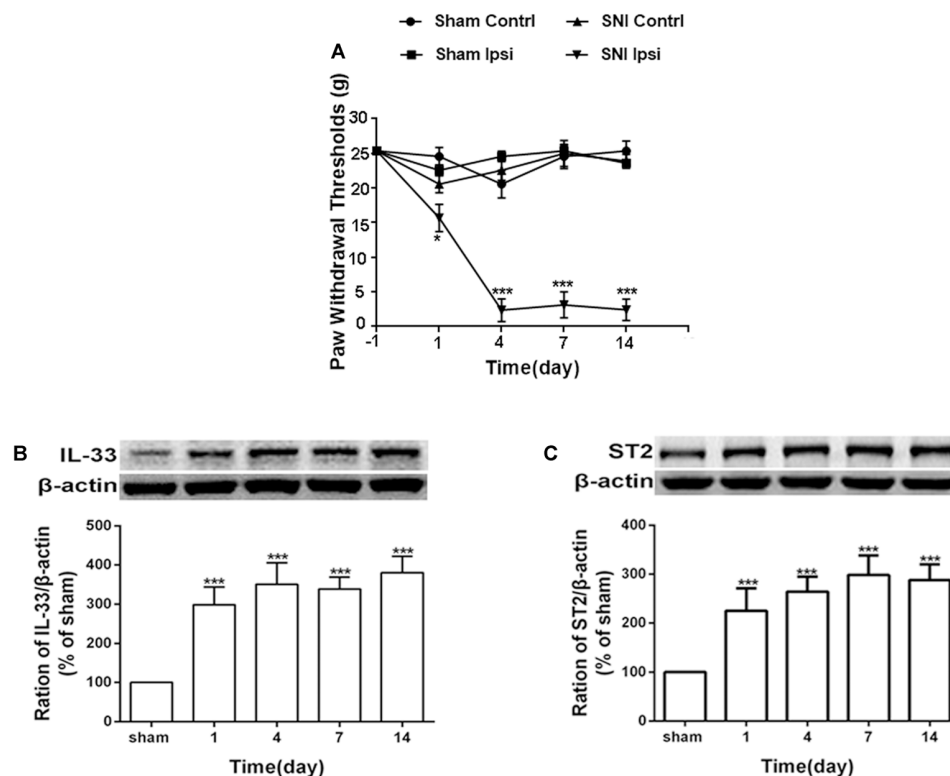 Sham Contrl SNI Contrl
A
Sham Ipsi SNI Ipsi
Paw Withdrawal Thresholds (g)
30
25
20
15
10
5
0
*
*** *** ***
-1 1 4 7 14
Time(day)
B
IL-33
β-actin
Ration of IL-33/β-actin
(% of sham)
500
400
300
200
100
0
*** *** *** ***
sham 1 4 7 14
Time(day)
C
ST2
β-actin
Ration of ST2/β-actin
(% of sham)
400
300
200
100
0
*** *** *** ***
sham 1 4 7 14
Time(day)